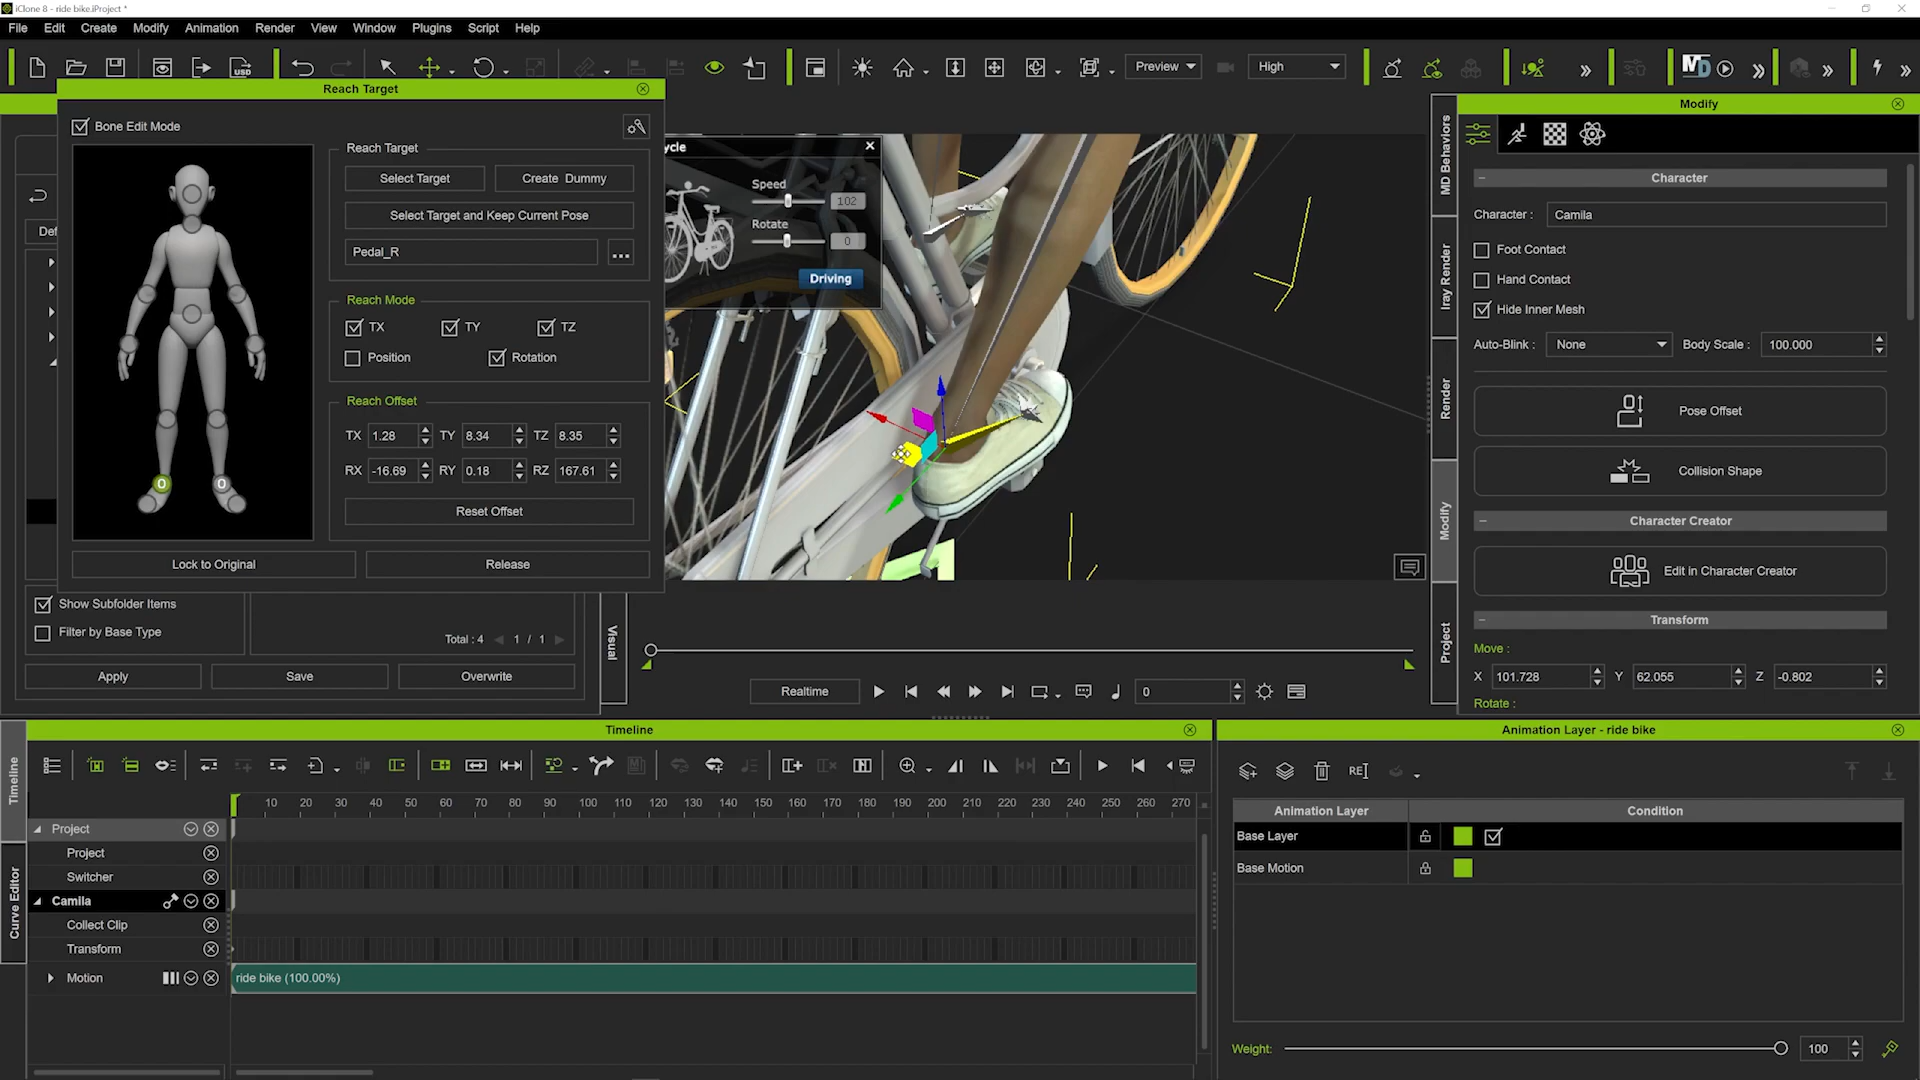 iClone 8 - ride bike.iProject *
File Edit Create Modify Animation Render View Window Plugins Script Help
USD
Preview
High
Reach Target
Bone Edit Mode
Reach Target
Select Target Create Dummy
Select Target and Keep Current Pose
Pedal_R ...
Reach Mode
TX TY TZ
Position Rotation
Reach Offset
TX 1.28 TY 8.34 TZ 8.35
RX -16.69 RY 0.18 RZ 167.61
Reset Offset
Lock to Original Release
Def
Show Subfolder Items
Filter by Base Type
Total : 4 1 / 1
Apply Save Overwrite
Visual
ycle
Speed
102
Rotate
0
Driving
Realtime
0
MD Behaviors
Iray Render
Render
Modify
Project
Modify
Character
Character : Camila
Foot Contact
Hand Contact
Hide Inner Mesh
Auto-Blink : None Body Scale : 100.000
Pose Offset
Collision Shape
Character Creator
Edit in Character Creator
Transform
Move :
X 101.728 Y 62.055 Z -0.802
Rotate :
Timeline
Timeline
Curve Editor
10 20 30 40 50 60 70 80 90 100 110 120 130 140 150 160 170 180 190 200 210 220 230 240 250 260 270
Project
Project
Switcher
Camila
Collect Clip
Transform
Motion
ride bike (100.00%)
Animation Layer - ride bike
Animation Layer Condition
Base Layer
Base Motion
Weight: 100